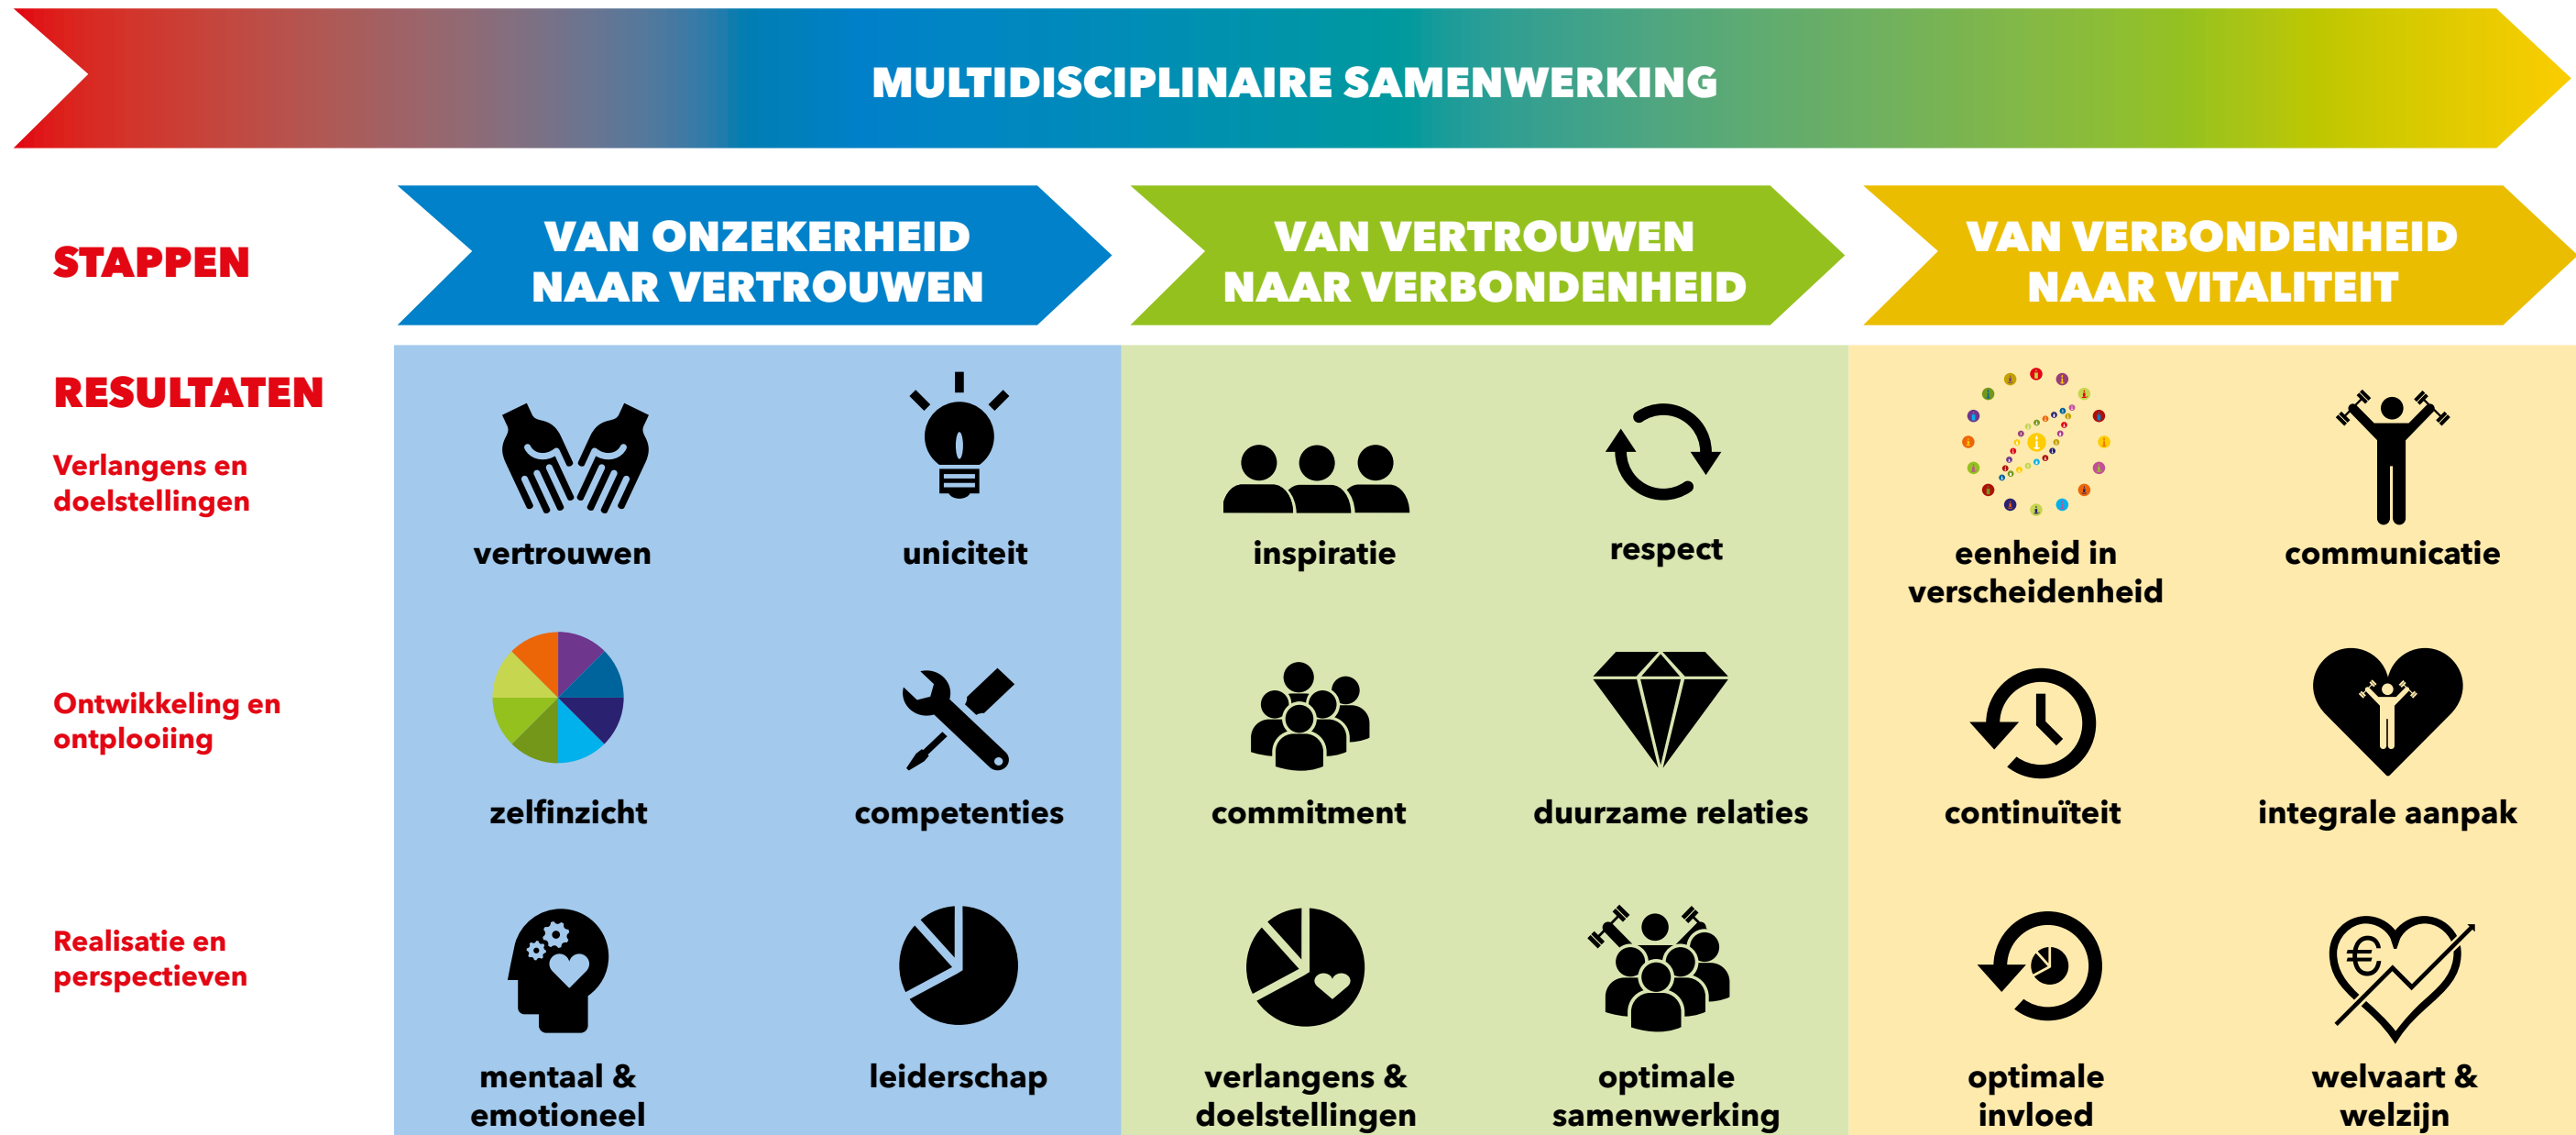 MULTIDISCIPLINAIRE SAMENWERKING
STAPPEN
VAN ONZEKERHEID
NAAR VERTROUWEN
VAN VERTROUWEN
NAAR VERBONDENHEID
VAN VERBONDENHEID
NAAR VITALITEIT
RESULTATEN
Verlangens en
doelstellingen
vertrouwen
uniciteit
inspiratie
respect
eenheid in
verscheidenheid
communicatie
Ontwikkeling en
ontplooiing
zelfinzicht
competenties
commitment
duurzame relaties
continuïteit
integrale aanpak
Realisatie en
perspectieven
€
mentaal &
emotioneel
leiderschap
verlangens &
doelstellingen
optimale
samenwerking
optimale
invloed
welvaart &
welzijn